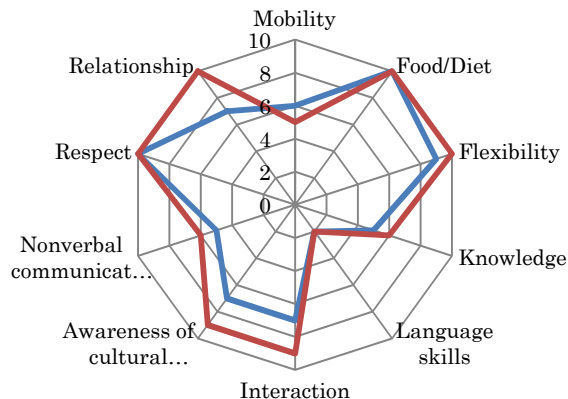 Mobility
10
8
6
4
2
0
Food/Diet
Flexibility
Knowledge
Language
skills
Interaction
Awareness of
cultural…
Nonverbal
communicat…
Respect
Relationship